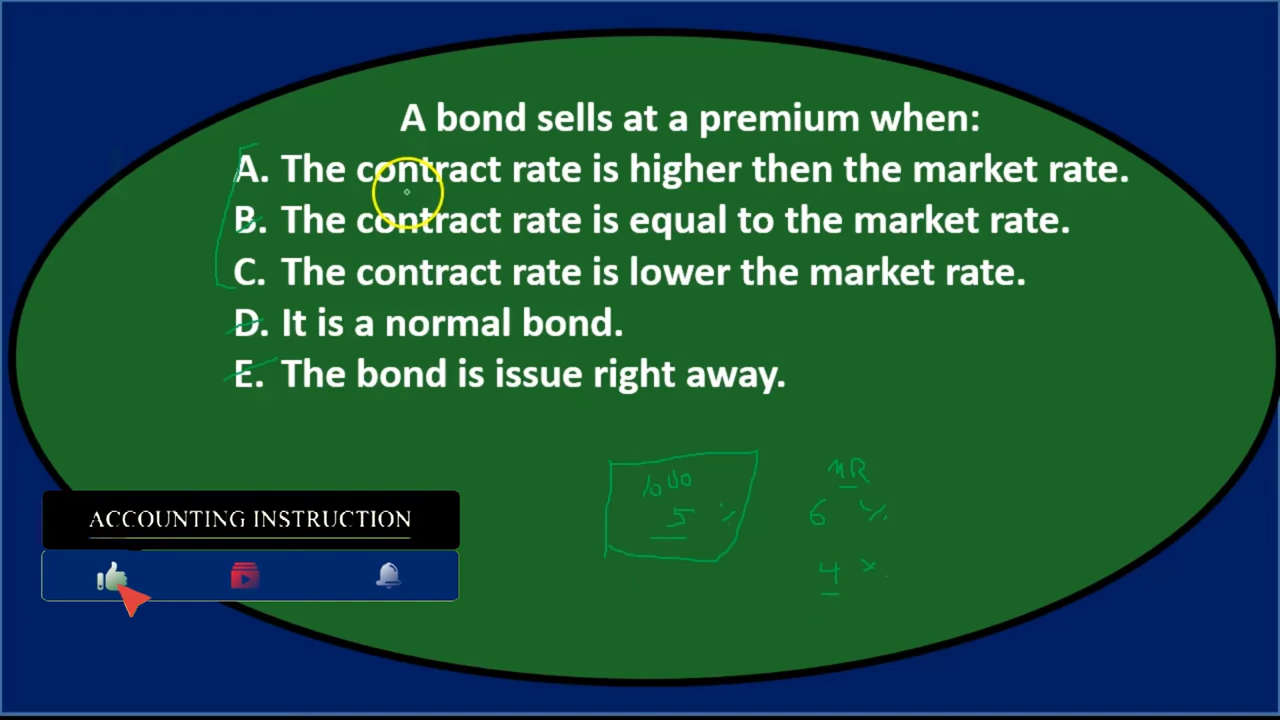 A bond sells at a premium when:
A. The contract rate is higher then the market rate.
B. The contract rate is equal to the market rate.
C. The contract rate is lower the market rate.
D. It is a normal bond.
E. The bond is issue right away.
1000
5 %
MR
6 %
4 %
ACCOUNTING INSTRUCTION